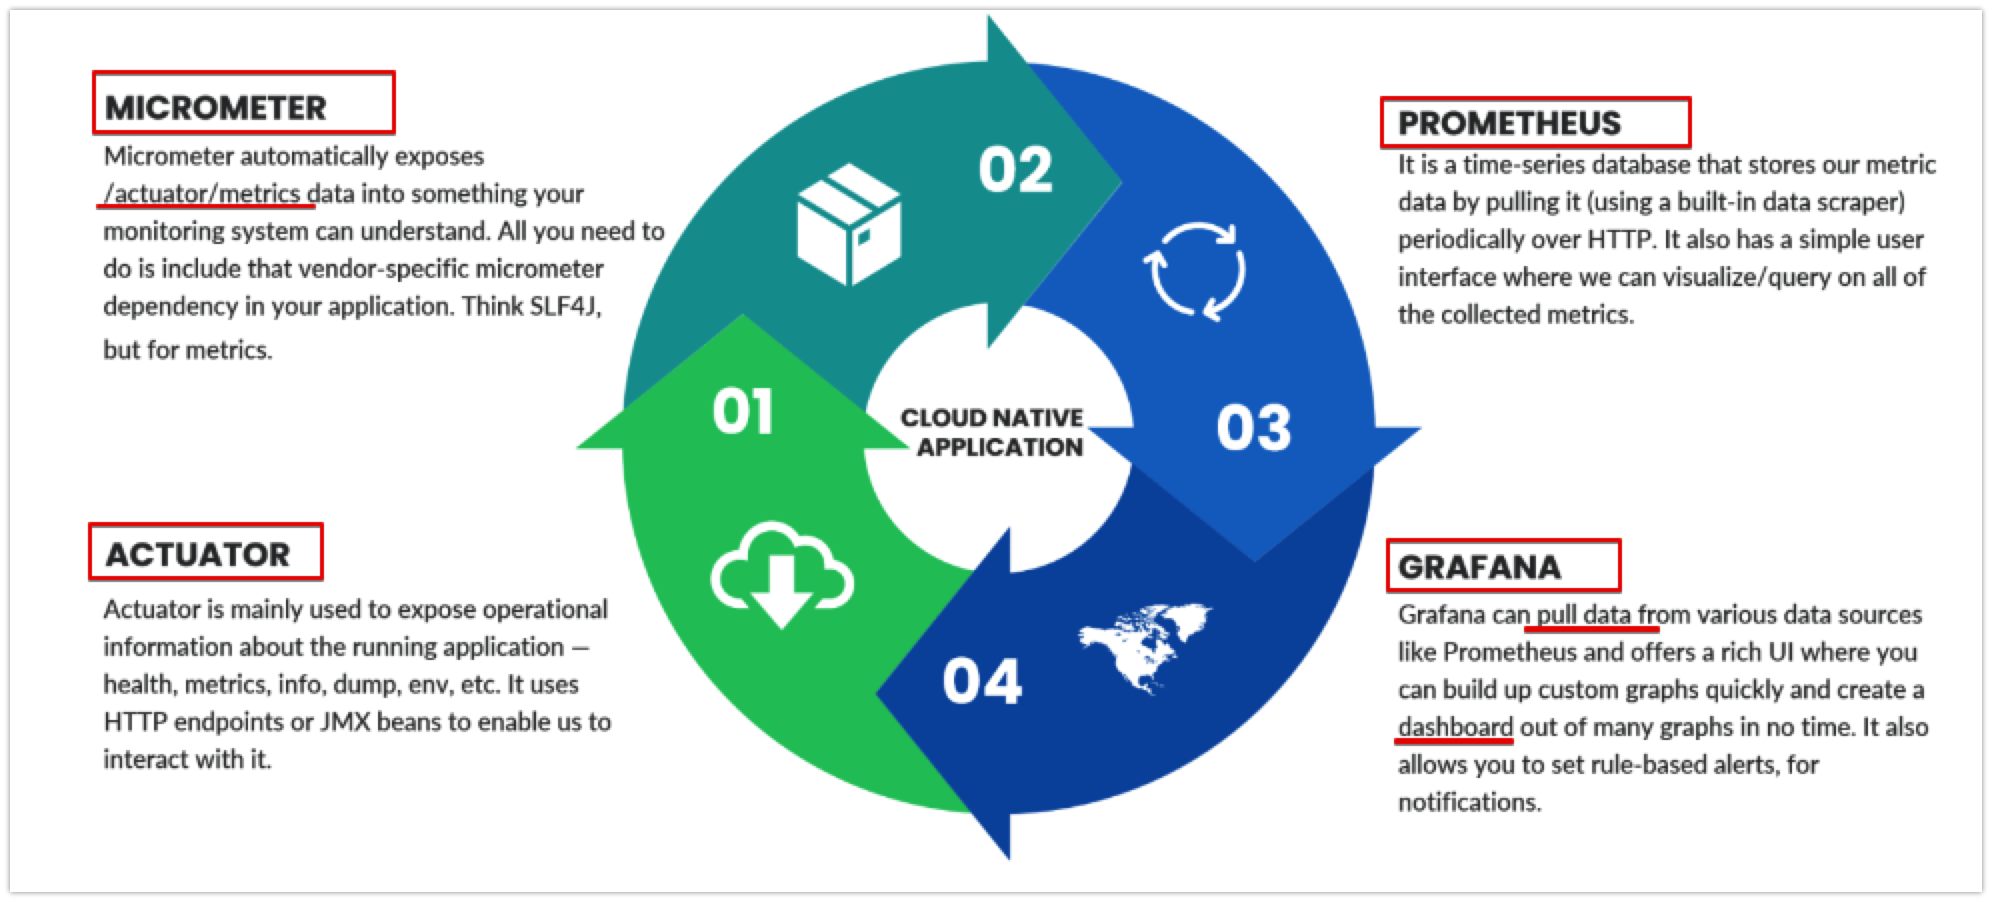 MICROMETER
Micrometer automatically exposes
/actuator/metrics data into something your
monitoring system can understand. All you need to
do is include that vendor-specific micrometer
dependency in your application. Think SLF4J,
but for metrics.
ACTUATOR
Actuator is mainly used to expose operational
information about the running application —
health, metrics, info, dump, env, etc. It uses
HTTP endpoints or JMX beans to enable us to
interact with it.
01
02
03
04
CLOUD NATIVE
APPLICATION
PROMETHEUS
It is a time-series database that stores our metric
data by pulling it (using a built-in data scraper)
periodically over HTTP. It also has a simple user
interface where we can visualize/query on all of
the collected metrics.
GRAFANA
Grafana can pull data from various data sources
like Prometheus and offers a rich UI where you
can build up custom graphs quickly and create a
dashboard out of many graphs in no time. It also
allows you to set rule-based alerts, for
notifications.